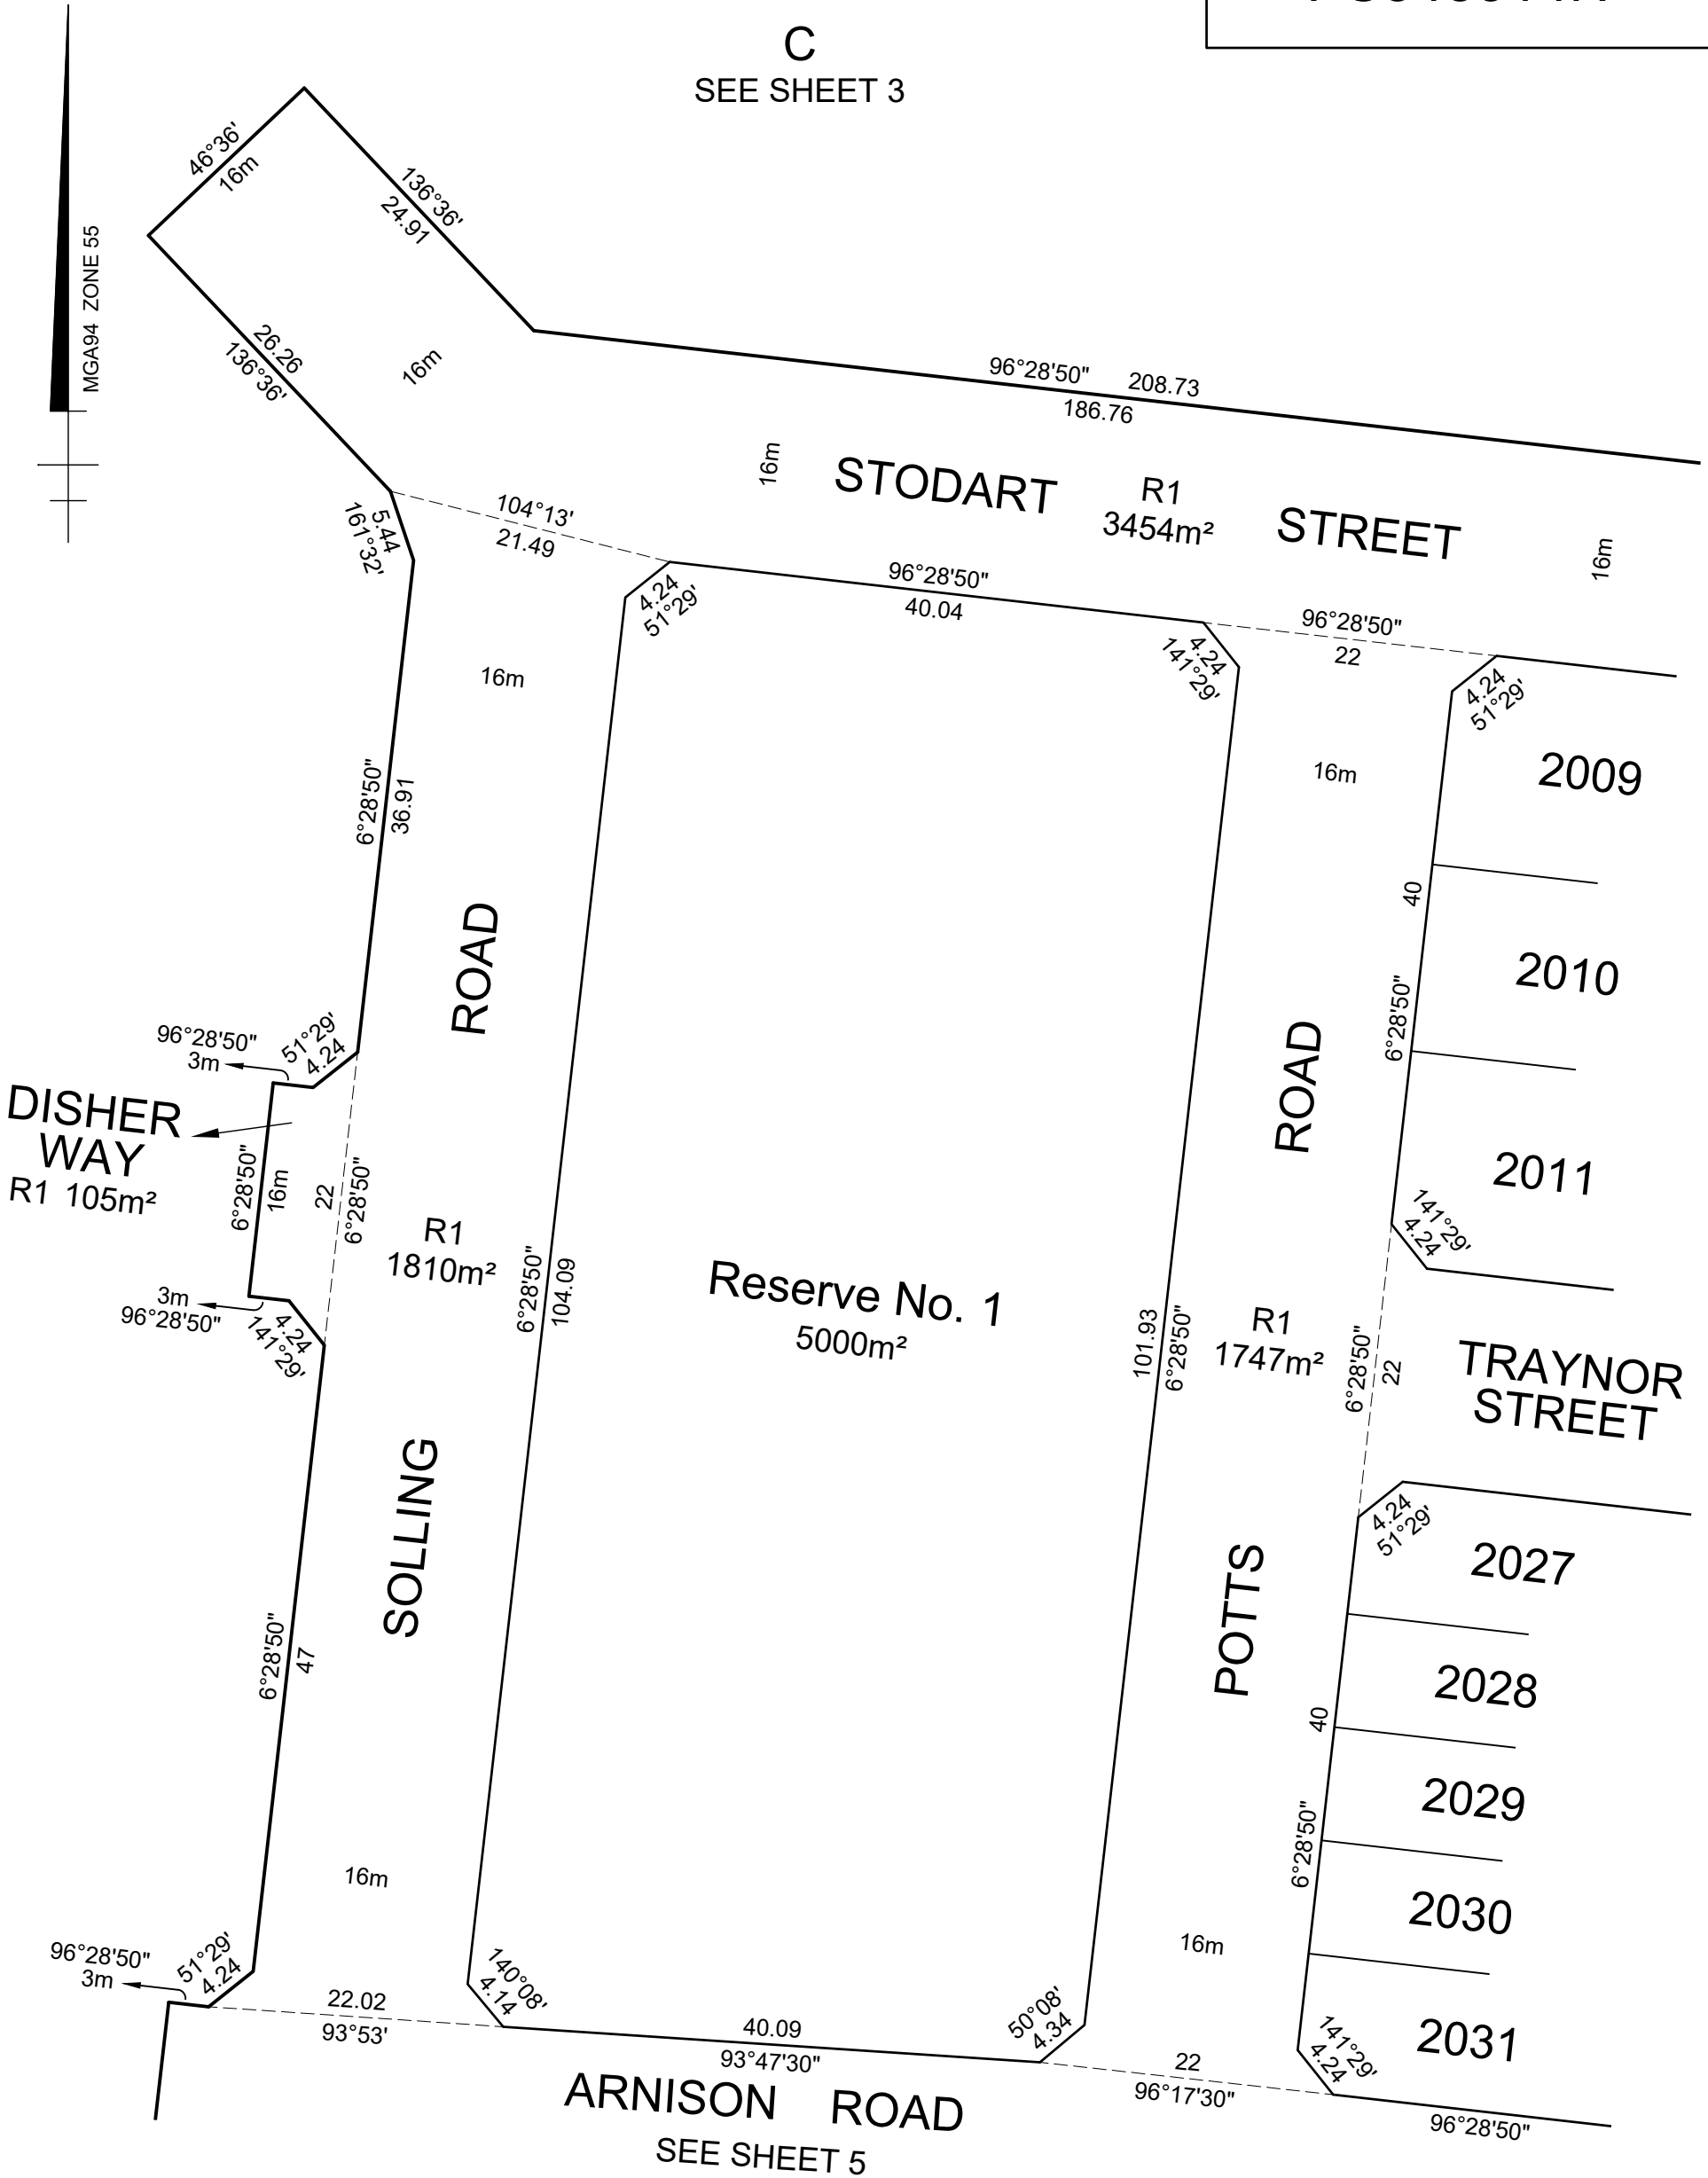 C
SEE SHEET 3
MGA94 ZONE 55
46°36'
16m
136°36'
24.91
26.26
136°36'
16m
96°28'50" 208.73
186.76
16m
STODART
R1
3454m²
STREET
16m
5.44
161°32'
104°13'
21.49
4.24
51°29'
96°28'50"
40.04
4.24
141°29'
96°28'50"
22
4.24
51°29'
16m
16m
2009
6°28'50"
36.91
40
6°28'50"
2010
ROAD
ROAD
96°28'50"
3m
51°29'
4.24
DISHER
WAY
R1 105m²
6°28'50"
16m
22
6°28'50"
R1
1810m²
6°28'50"
104.09
2011
141°29'
4.24
3m
96°28'50"
4.24
141°29'
Reserve No. 1
5000m²
101.93
6°28'50"
R1
1747m²
6°28'50"
22
TRAYNOR
STREET
SOLLING
4.24
51°29'
2027
POTTS
6°28'50"
47
2028
40
6°28'50"
2029
16m
2030
16m
96°28'50"
3m
51°29'
4.24
22.02
93°53'
140°08'
4.14
40.09
93°47'30"
50°08'
4.34
22
96°17'30"
141°29'
4.24
2031
96°28'50"
ARNISON ROAD
SEE SHEET 5